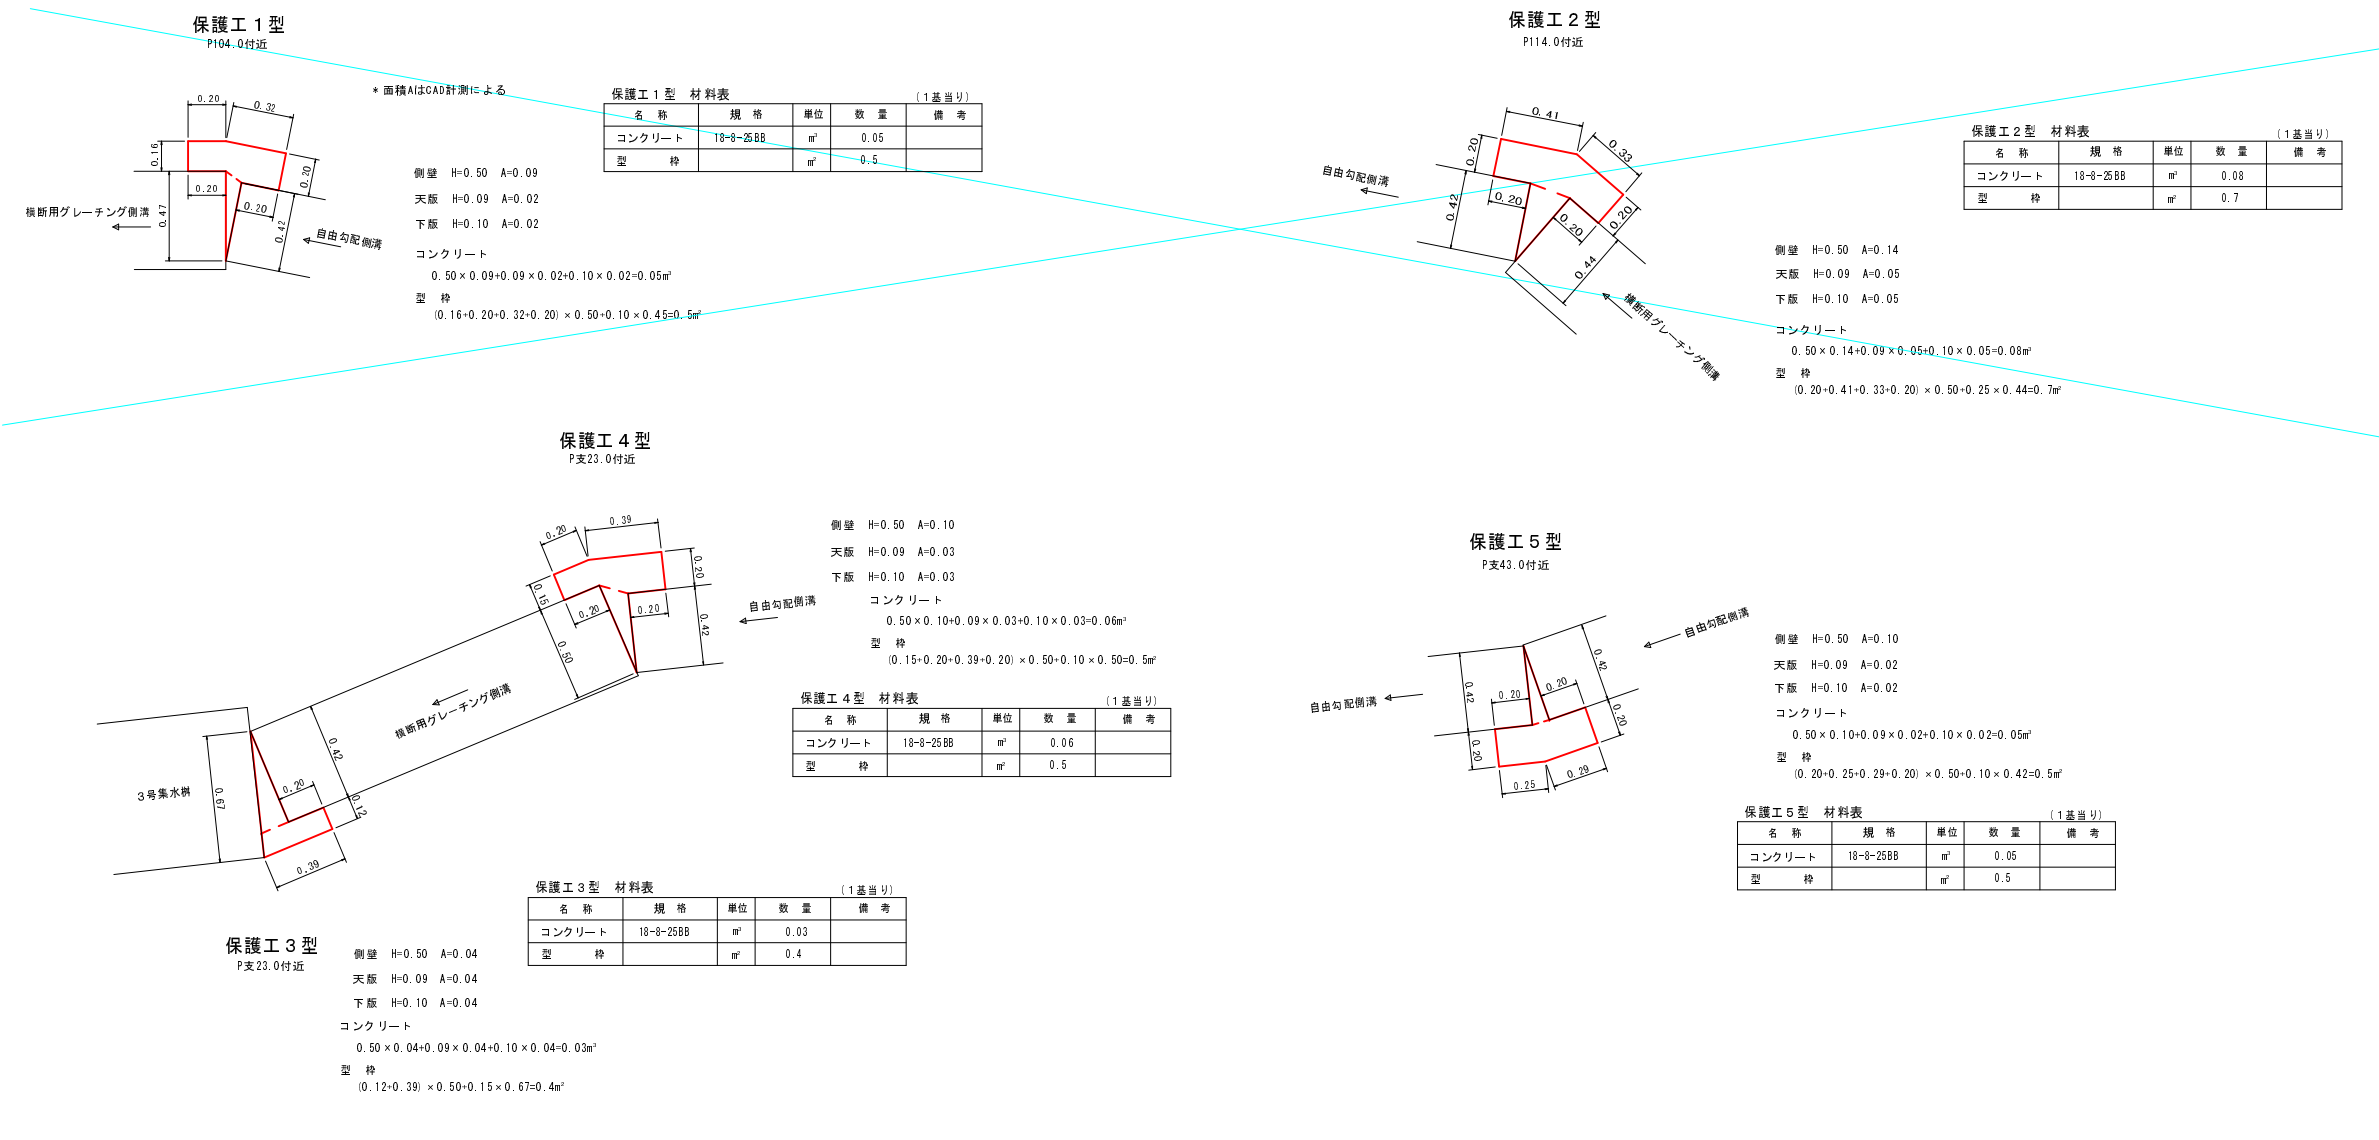 保護工１型
P104.0付近
*面積AはCAD計測による
0.20
0.32
0.16
0.20
0.20
0.20
0.47
0.42
横断用グレーチング側溝
自由勾配側溝
側壁 H=0.50 A=0.09
天版 H=0.09 A=0.02
下版 H=0.10 A=0.02
コンクリート
0.50×0.09+0.09×0.02+0.10×0.02=0.05㎥
型 枠
(0.16+0.20+0.32+0.20)×0.50+0.10×0.45=0.5㎡
保護工１型 材料表 (1基当り)
名 称 規 格 単位 数 量 備 考
コンクリート 18-8-25BB ㎥ 0.05
型 枠 ㎡ 0.5
保護工２型
P114.0付近
0.41
0.33
0.20
0.20
0.20
0.20
0.42
0.44
自由勾配側溝
横断用グレーチング側溝
保護工２型 材料表 (1基当り)
名 称 規 格 単位 数 量 備 考
コンクリート 18-8-25BB ㎥ 0.08
型 枠 ㎡ 0.7
側壁 H=0.50 A=0.14
天版 H=0.09 A=0.05
下版 H=0.10 A=0.05
コンクリート
0.50×0.14+0.09×0.05+0.10×0.05=0.08㎥
型 枠
(0.20+0.41+0.33+0.20)×0.50+0.25×0.44=0.7㎡
保護工４型
P支23.0付近
0.20
0.39
0.15
0.20
0.20
0.20
0.50
0.42
自由勾配側溝
横断用グレーチング側溝
側壁 H=0.50 A=0.10
天版 H=0.09 A=0.03
下版 H=0.10 A=0.03
コンクリート
0.50×0.10+0.09×0.03+0.10×0.03=0.06㎥
型 枠
(0.15+0.20+0.39+0.20)×0.50+0.10×0.50=0.5㎡
保護工４型 材料表 (1基当り)
名 称 規 格 単位 数 量 備 考
コンクリート 18-8-25BB ㎥ 0.06
型 枠 ㎡ 0.5
3号集水桝
0.67
0.42
0.20
0.12
0.39
保護工３型 材料表 (1基当り)
名 称 規 格 単位 数 量 備 考
コンクリート 18-8-25BB ㎥ 0.03
型 枠 ㎡ 0.4
保護工３型
P支23.0付近
側壁 H=0.50 A=0.04
天版 H=0.09 A=0.04
下版 H=0.10 A=0.04
コンクリート
0.50×0.04+0.09×0.04+0.10×0.04=0.03㎥
型 枠
(0.12+0.39)×0.50+0.15×0.67=0.4㎡
保護工５型
P支43.0付近
自由勾配側溝
自由勾配側溝
0.42
0.42
0.20
0.20
0.20
0.20
0.25
0.29
側壁 H=0.50 A=0.10
天版 H=0.09 A=0.02
下版 H=0.10 A=0.02
コンクリート
0.50×0.10+0.09×0.02+0.10×0.02=0.05㎥
型 枠
(0.20+0.25+0.29+0.20)×0.50+0.10×0.42=0.5㎡
保護工５型 材料表 (1基当り)
名 称 規 格 単位 数 量 備 考
コンクリート 18-8-25BB ㎥ 0.05
型 枠 ㎡ 0.5